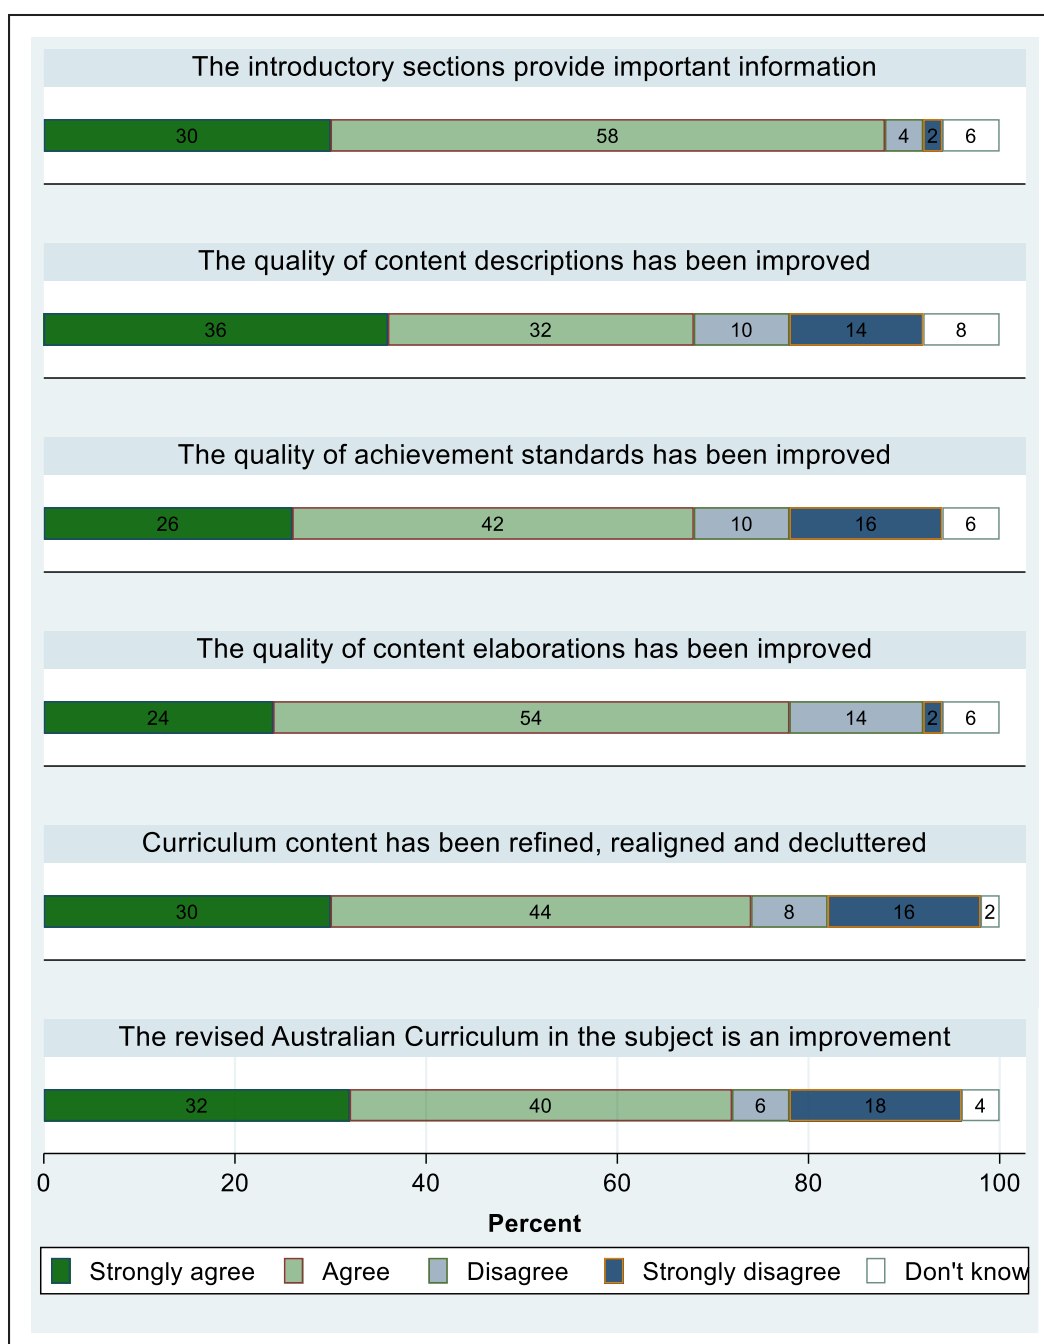 The introductory sections provide important information
30 58 4 2 6
The quality of content descriptions has been improved
36 32 10 14 8
The quality of achievement standards has been improved
26 42 10 16 6
The quality of content elaborations has been improved
24 54 14 2 6
Curriculum content has been refined, realigned and decluttered
30 44 8 16 2
The revised Australian Curriculum in the subject is an improvement
32 40 6 18 4
0 20 40 60 80 100
Percent
Strongly agree Agree Disagree Strongly disagree Don't know